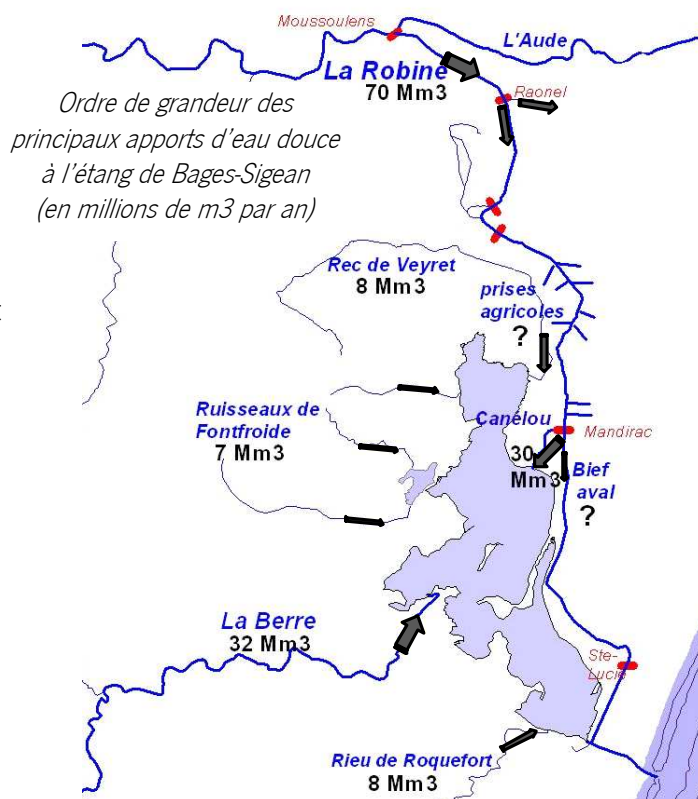 Moussoulens
L'Aude
La Robine
70 Mm3
Raonel
Ordre de grandeur des
principaux apports d'eau douce
à l'étang de Bages-Sigean
(en millions de m3 par an)
Rec de Veyret
8 Mm3
prises
agricoles
?
Ruisseaux de
Fontfroide
7 Mm3
Canélou
Mandirac
30
Mm3
Bief
aval
?
La Berre
32 Mm3
Ste-
Lucie
Rieu de Roquefort
8 Mm3